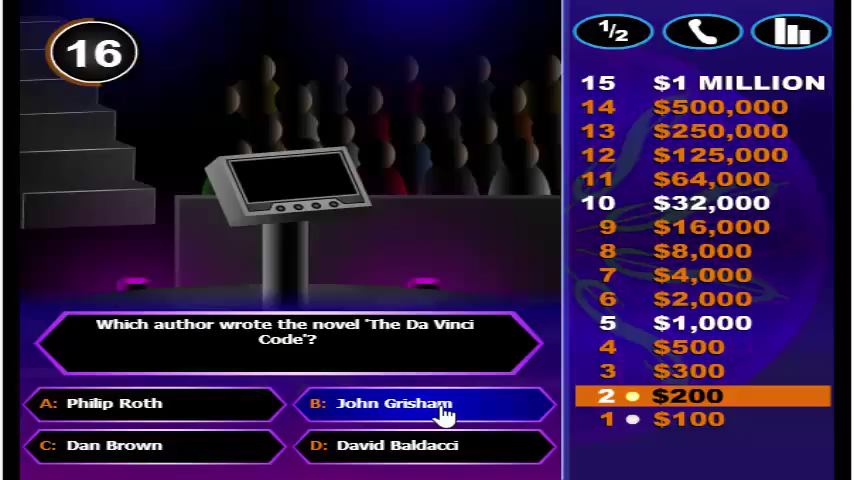 16
1/2
Which author wrote the novel 'The Da Vinci
Code'?
A: Philip Roth
B: John Grisham
C: Dan Brown
D: David Baldacci
15 $1 MILLION
14 $500,000
13 $250,000
12 $125,000
11 $64,000
10 $32,000
9 $16,000
8 $8,000
7 $4,000
6 $2,000
5 $1,000
4 $500
3 $300
2 $200
1 $100